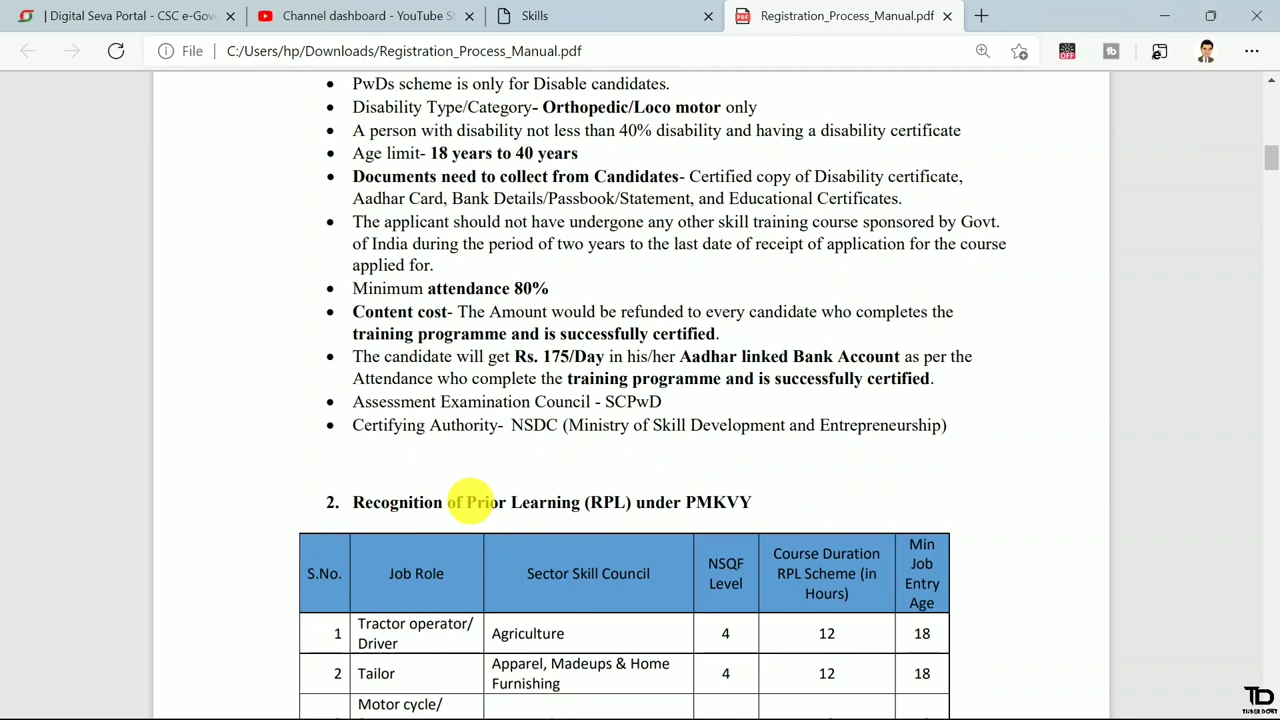 | Digital Seva Portal - CSC e-Gov
Channel dashboard - YouTube St
Skills
Registration_Process_Manual.pdf
File
C:/Users/hp/Downloads/Registration_Process_Manual.pdf
OFF
tb
• PwDs scheme is only for Disable candidates.
• Disability Type/Category- Orthopedic/Loco motor only
• A person with disability not less than 40% disability and having a disability certificate
• Age limit- 18 years to 40 years
• Documents need to collect from Candidates- Certified copy of Disability certificate,
Aadhar Card, Bank Details/Passbook/Statement, and Educational Certificates.
• The applicant should not have undergone any other skill training course sponsored by Govt.
of India during the period of two years to the last date of receipt of application for the course
applied for.
• Minimum attendance 80%
• Content cost- The Amount would be refunded to every candidate who completes the
training programme and is successfully certified.
• The candidate will get Rs. 175/Day in his/her Aadhar linked Bank Account as per the
Attendance who complete the training programme and is successfully certified.
• Assessment Examination Council - SCPwD
• Certifying Authority- NSDC (Ministry of Skill Development and Entrepreneurship)
2. Recognition of Prior Learning (RPL) under PMKVY
S.No. Job Role Sector Skill Council NSQF Level Course Duration RPL Scheme (in Hours) Min Job Entry Age
1 Tractor operator/ Driver Agriculture 4 12 18
2 Tailor Apparel, Madeups & Home Furnishing 4 12 18
Motor cycle/
TD
TUBER DOST